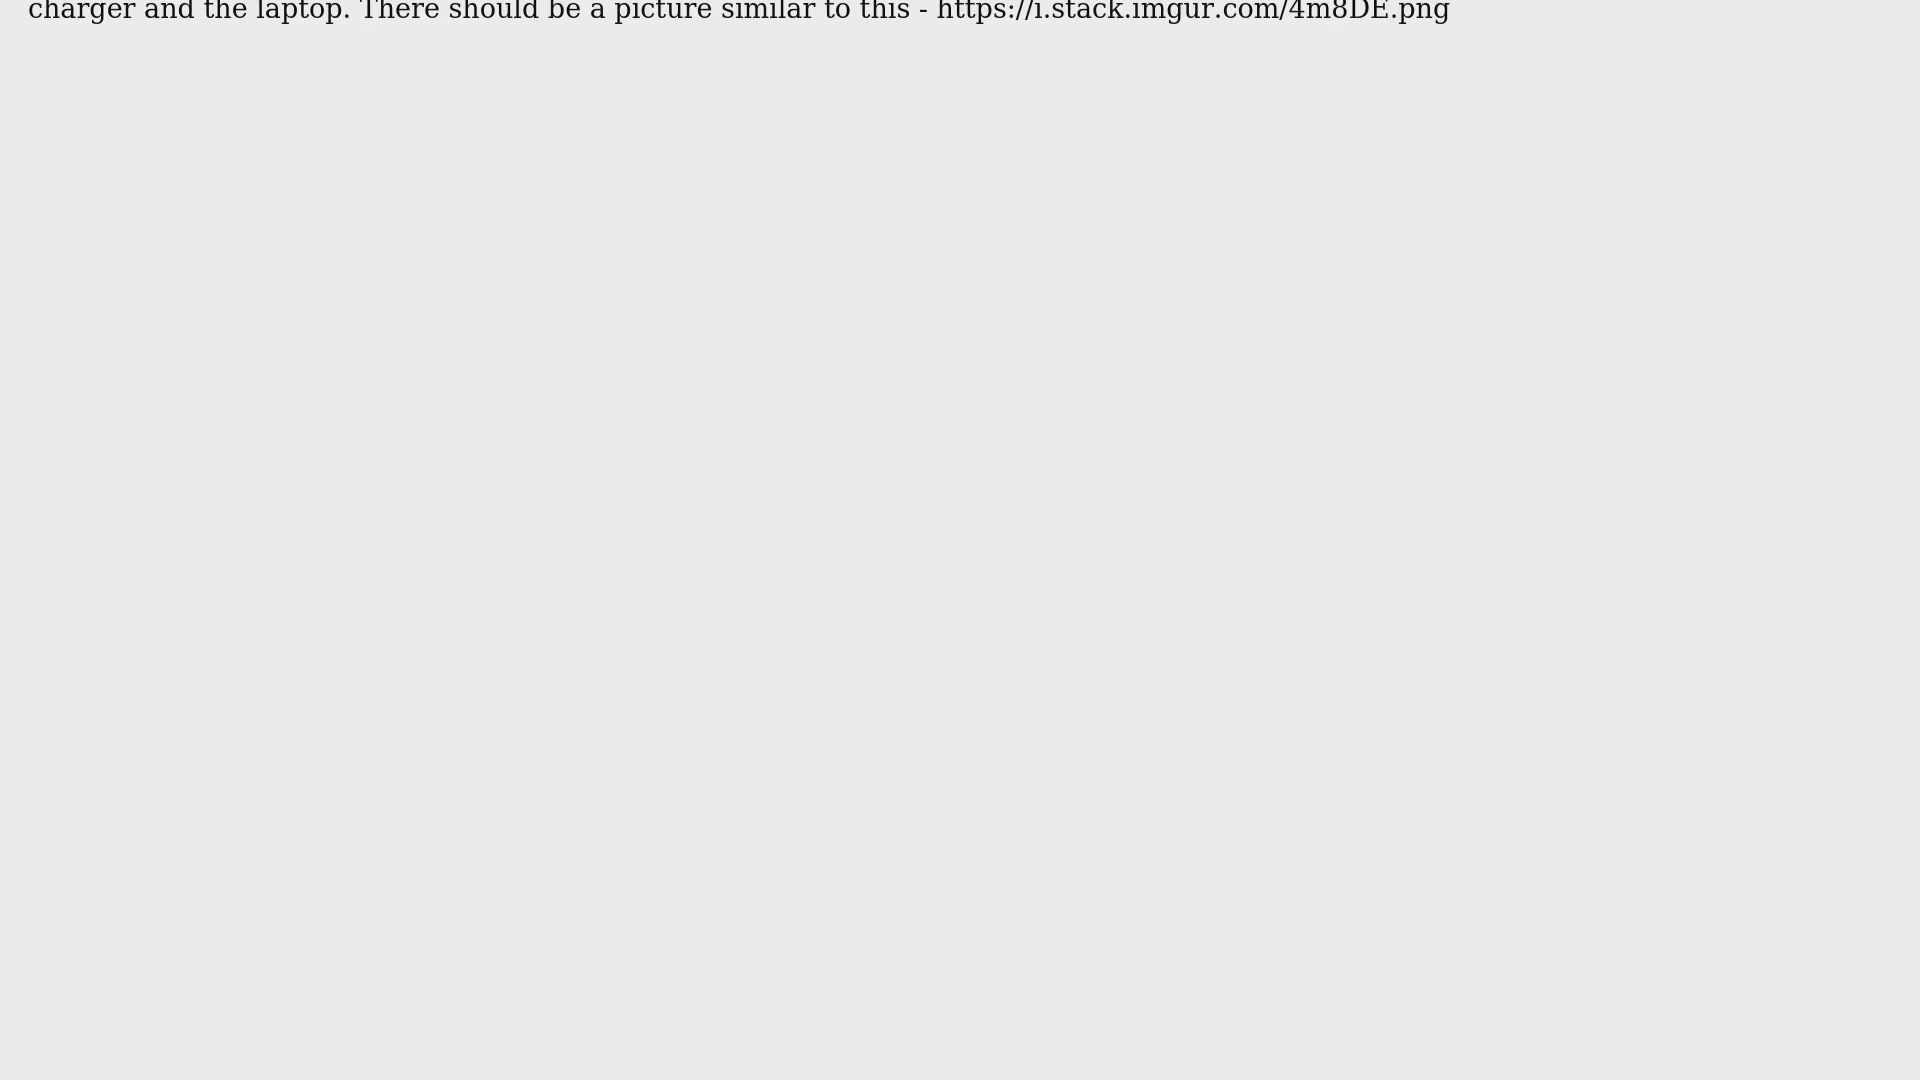 charger and the laptop. There should be a picture similar to this - https://i.stack.imgur.com/4m8DE.png